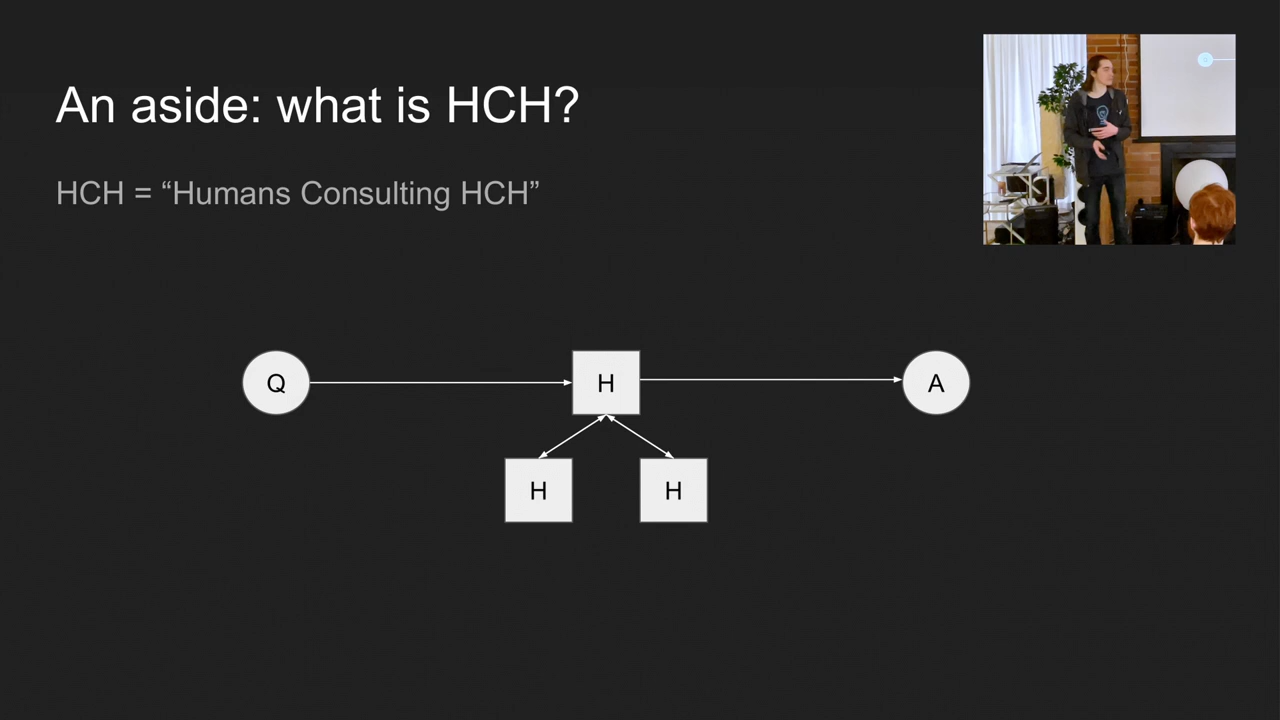 An aside: what is HCH?
HCH = “Humans Consulting HCH”
Q
H
A
H
H